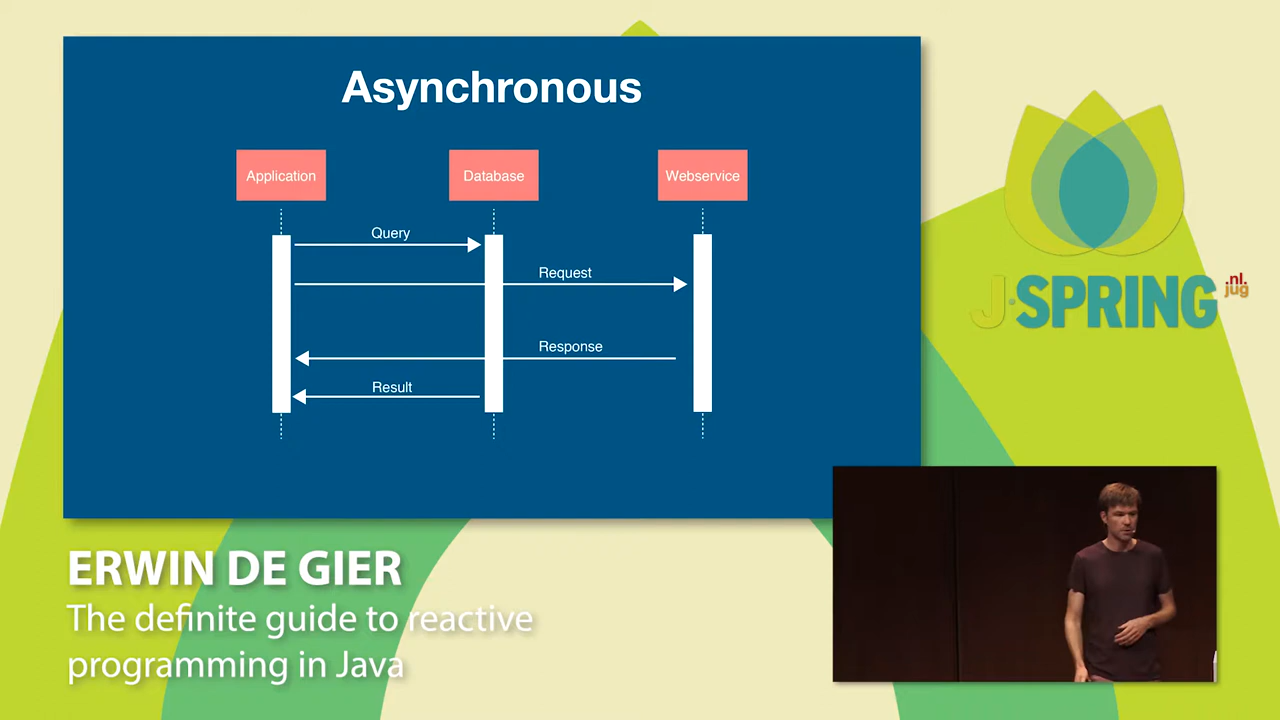 Asynchronous
Application
Database
Webservice
Query
Request
Response
Result
J·SPRING
.nl.
jug
ERWIN DE GIER
The definite guide to reactive
programming in Java